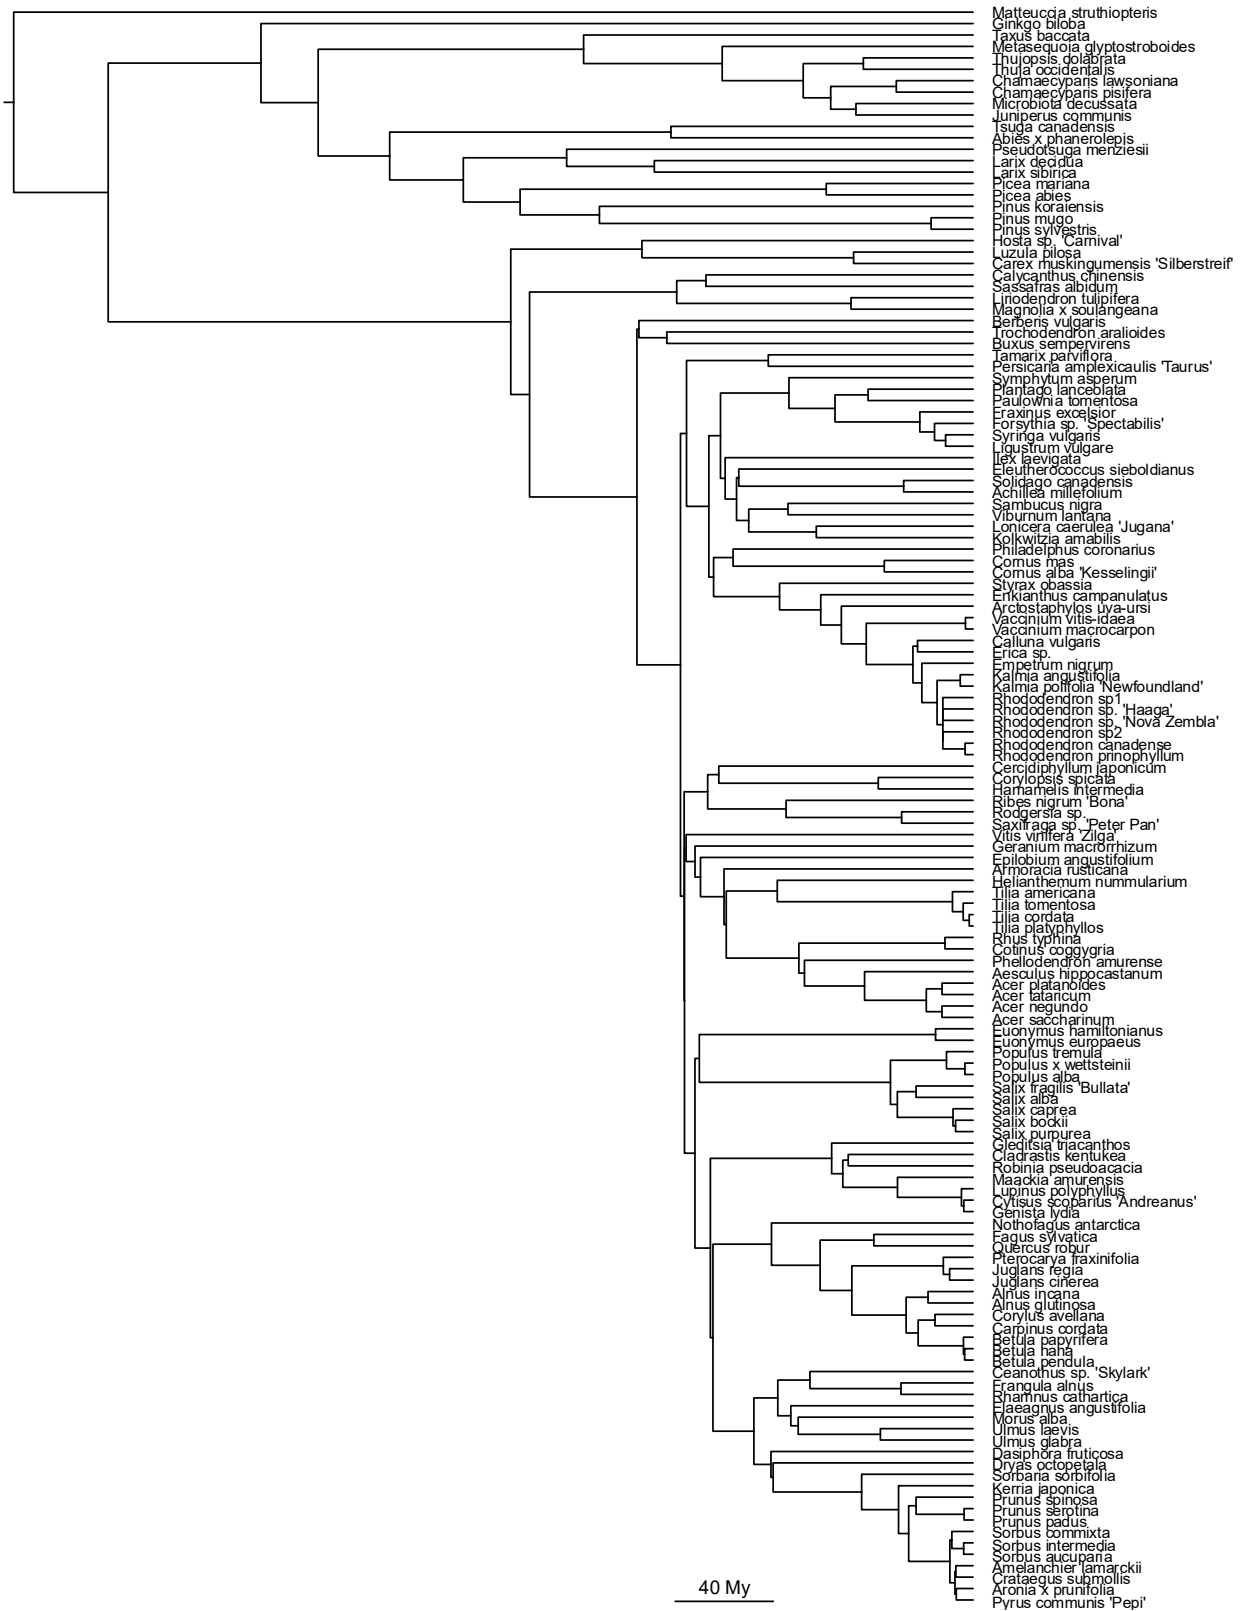 Matteuccia struthiopteris
Ginkgo biloba
Taxus baccata
Metasequoia glyptostroboides
Thujopsis dolabrata
Thuja occidentalis
Chamaecyparis lawsoniana
Chamaecyparis pisifera
Microbiota decussata
Juniperus communis
Tsuga canadensis
Abies x phanerolepis
Pseudotsuga menziesii
Larix decidua
Larix sibirica
Picea mariana
Picea abies
Pinus koraiensis
Pinus mugo
Pinus sylvestris
Hosta sp. 'Carnival'
Luzula pilosa
Carex muskingumensis 'Silberstreif'
Calycanthus chinensis
Sassafras albidum
Liriodendron tulipifera
Magnolia x soulangeana
Berberis vulgaris
Trochodendron aralioides
Buxus sempervirens
Tamarix parviflora
Persicaria amplexicaulis 'Taurus'
Symphytum asperum
Plantago lanceolata
Paulownia tomentosa
Fraxinus excelsior
Forsythia sp. 'Spectabilis'
Syringa vulgaris
Ligustrum vulgare
Ilex laevigata
Eleutherococcus sieboldianus
Solidago canadensis
Achillea millefolium
Sambucus nigra
Viburnum lantana
Lonicera caerulea 'Jugana'
Kolkwitzia amabilis
Philadelphus coronarius
Cornus mas
Cornus alba 'Kesselingii'
Styrax obassia
Enkianthus campanulatus
Arctostaphylos uva-ursi
Vaccinium vitis-idaea
Vaccinium macrocarpon
Calluna vulgaris
Erica sp.
Empetrum nigrum
Kalmia angustifolia
Kalmia polifolia 'Newfoundland'
Rhododendron sp1
Rhododendron sp. 'Haaga'
Rhododendron sp. 'Nova Zembla'
Rhododendron sp2
Rhododendron canadense
Rhododendron prinophyllum
Cercidiphyllum japonicum
Corylopsis spicata
Hamamelis intermedia
Ribes nigrum 'Bona'
Rodgersia sp.
Saxifraga sp. 'Peter Pan'
Vitis vinifera 'Zilga'
Geranium macrorrhizum
Epilobium angustifolium
Armoracia rusticana
Helianthemum nummularium
Tilia americana
Tilia tomentosa
Tilia cordata
Tilia platyphyllos
Rhus typhina
Cotinus coggygria
Phellodendron amurense
Aesculus hippocastanum
Acer platanoides
Acer tataricum
Acer negundo
Acer saccharinum
Euonymus hamiltonianus
Euonymus europaeus
Populus tremula
Populus x wettsteinii
Populus alba
Salix fragilis 'Bullata'
Salix alba
Salix caprea
Salix bockii
Salix purpurea
Gleditsia triacanthos
Cladrastis kentukea
Robinia pseudoacacia
Maackia amurensis
Lupinus polyphyllus
Cytisus scoparius 'Andreanus'
Genista lydia
Nothofagus antarctica
Fagus sylvatica
Quercus robur
Pterocarya fraxinifolia
Juglans regia
Juglans cinerea
Alnus incana
Alnus glutinosa
Corylus avellana
Carpinus cordata
Betula papyrifera
Betula nana
Betula pendula
Ceanothus sp. 'Skylark'
Frangula alnus
Rhamnus cathartica
Elaeagnus angustifolia
Morus alba
Ulmus laevis
Ulmus glabra
Dasiphora fruticosa
Dryas octopetala
Sorbaria sorbifolia
Kerria japonica
Prunus spinosa
Prunus serotina
Prunus padus
Sorbus commixta
Sorbus intermedia
Sorbus aucuparia
Amelanchier lamarckii
Crataegus submollis
Aronia x prunifolia
Pyrus communis 'Pepi'
40 My